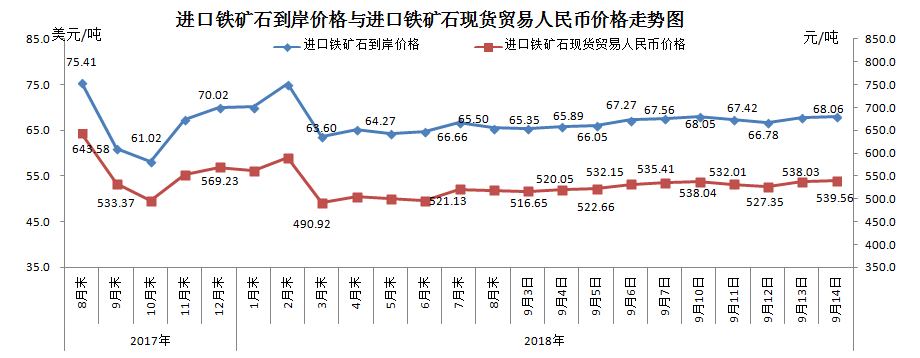 进口铁矿石到岸价格与进口铁矿石现货贸易人民币价格走势图
美元/吨
元/吨
进口铁矿石到岸价格
进口铁矿石现货贸易人民币价格
85.0
75.0
65.0
55.0
45.0
35.0
850.0
800.0
750.0
700.0
650.0
600.0
550.0
500.0
450.0
400.0
350.0
75.41
61.02
70.02
63.60
64.27
66.66
65.50
65.35
65.89
66.05
67.27
67.56
68.05
67.42
66.78
68.06
643.58
533.37
569.23
490.92
521.13
516.65
520.05
522.66
532.15
535.41
538.04
532.01
527.35
538.03
539.56
8月末
9月末
10月末
11月末
12月末
1月末
2月末
3月末
4月末
5月末
6月末
7月末
8月末
9月3日
9月4日
9月5日
9月6日
9月7日
9月10日
9月11日
9月12日
9月13日
9月14日
2017年
2018年